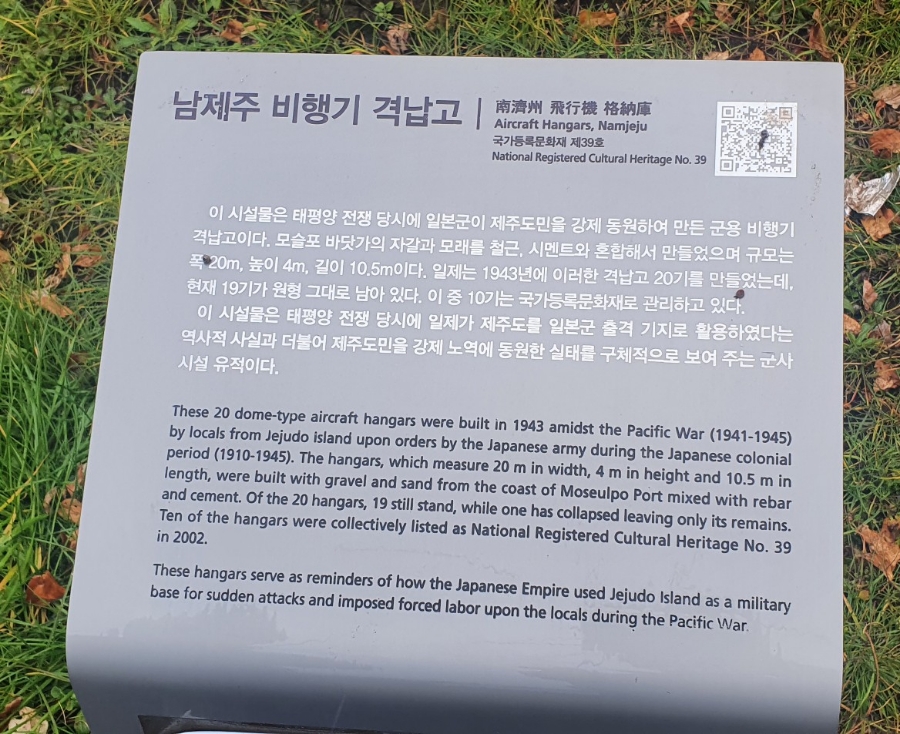 남제주 비행기 격납고
南濟州 飛行機 格納庫
Aircraft Hangars, Namjeju
국가등록문화재 제39호
National Registered Cultural Heritage No. 39
이 시설물은 태평양 전쟁 당시에 일본군이 제주도민을 강제 동원하여 만든 군용 비행기
격납고이다. 모슬포 바닷가의 자갈과 모래를 철근, 시멘트와 혼합해서 만들었으며 규모는
폭 20m, 높이 4m, 길이 10.5m이다. 일제는 1943년에 이러한 격납고 20기를 만들었는데,
현재 19기가 원형 그대로 남아 있다. 이 중 10기는 국가등록문화재로 관리하고 있다.
이 시설물은 태평양 전쟁 당시에 일제가 제주도를 일본군 출격 기지로 활용하였다는
역사적 사실과 더불어 제주도민을 강제 노역에 동원한 실태를 구체적으로 보여 주는 군사
시설 유적이다.
These 20 dome-type aircraft hangars were built in 1943 amidst the Pacific War (1941-1945)
by locals from Jejudo island upon orders by the Japanese army during the Japanese colonial
period (1910-1945). The hangars, which measure 20 m in width, 4 m in height and 10.5 m in
length, were built with gravel and sand from the coast of Moseulpo Port mixed with rebar
and cement. Of the 20 hangars, 19 still stand, while one has collapsed leaving only its remains.
Ten of the hangars were collectively listed as National Registered Cultural Heritage No. 39
in 2002.
These hangars serve as reminders of how the Japanese Empire used Jejudo Island as a military
base for sudden attacks and imposed forced labor upon the locals during the Pacific War.